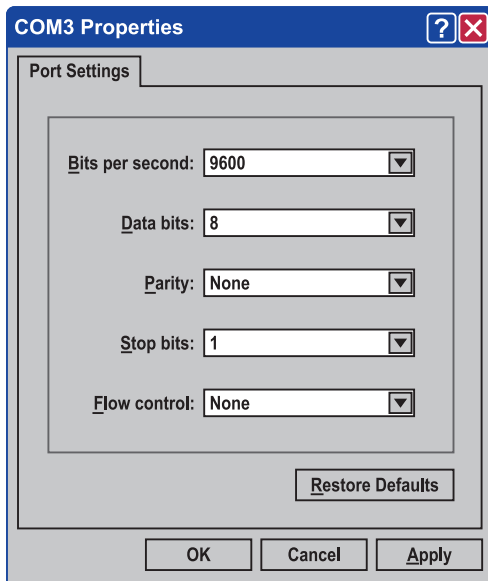 COM3 Properties ?
Port Settings
Bits per second: 9600
Data bits: 8
Parity: None
Stop bits: 1
Flow control: None
Restore Defaults
OK Cancel Apply